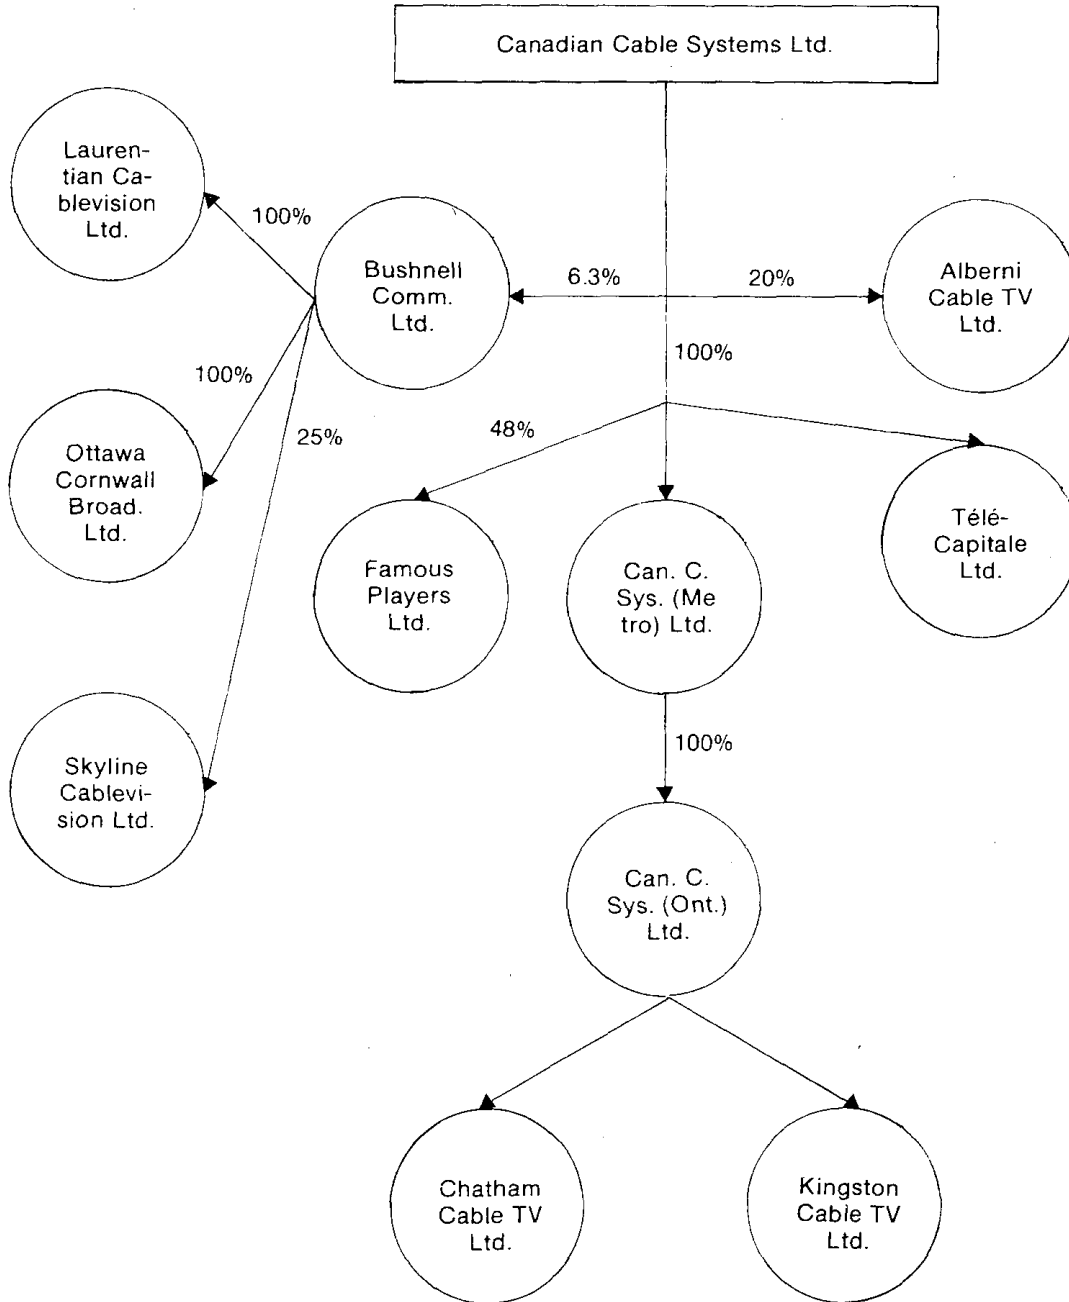 Canadian Cable Systems Ltd.
Lauren-
tian Ca-
blevision
Ltd.
100%
Bushnell
Comm.
Ltd.
6.3%
20%
Alberni
Cable TV
Ltd.
100%
100%
25%
48%
Ottawa
Cornwall
Broad.
Ltd.
Famous
Players
Ltd.
Can. C.
Sys. (Me
tro) Ltd.
Télé-
Capitale
Ltd.
100%
Skyline
Cablevi-
sion Ltd.
Can. C.
Sys. (Ont.)
Ltd.
Chatham
Cable TV
Ltd.
Kingston
Cable TV
Ltd.